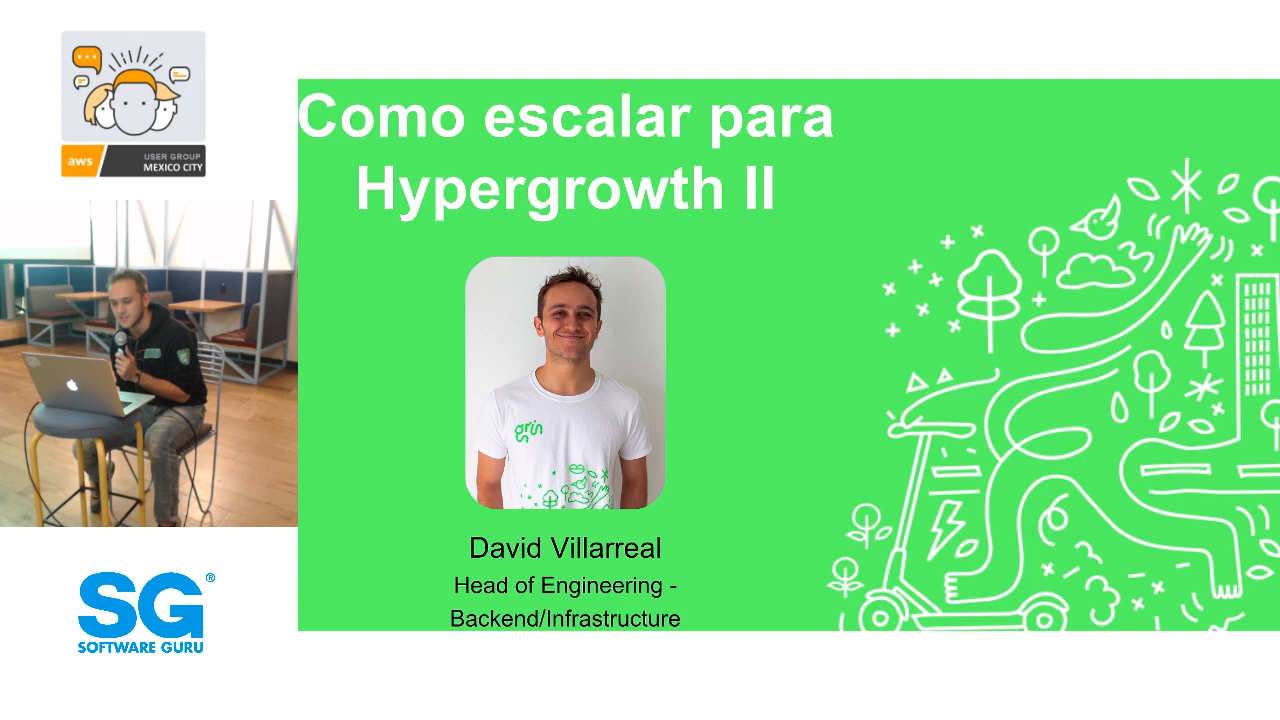 aws
USER GROUP
MEXICO CITY
Como escalar para
Hypergrowth II
grin
David Villarreal
Head of Engineering -
Backend/Infrastructure
SG®
SOFTWARE GURU